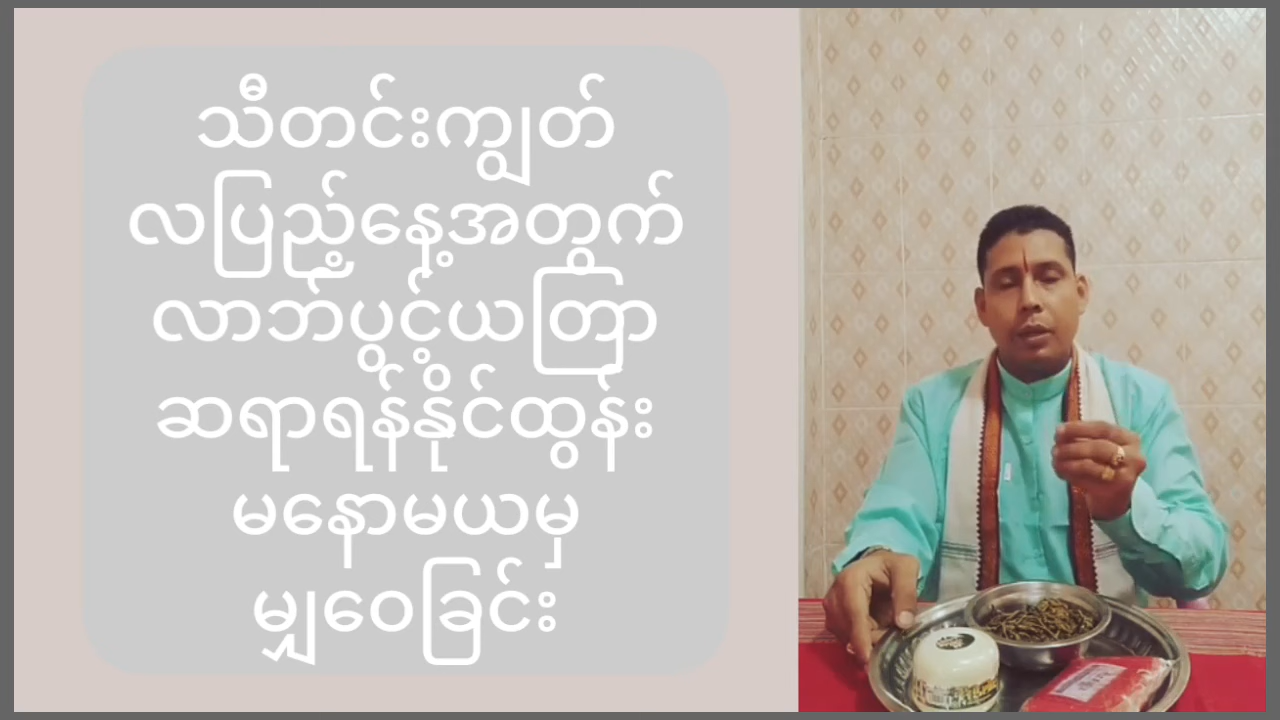 သီတင်းကျွတ်
လပြည့်နေ့အတွက်
လာဘ်ပွင့်ယတြာ
ဆရာရန်နိုင်ထွန်း
မနောမယမှ
မျှဝေခြင်း